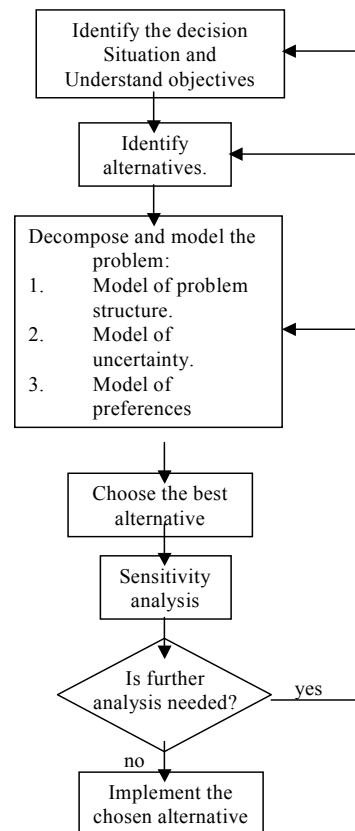 Identify the decision
Situation and
Understand objectives
Identify
alternatives.
Decompose and model the
problem:
1. Model of problem
structure.
2. Model of
uncertainty.
3. Model of
preferences
Choose the best
alternative
Sensitivity
analysis
Is further
analysis needed?
yes
no
Implement the
chosen alternative